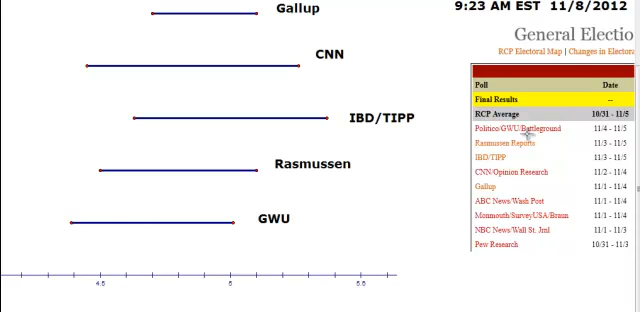 Gallup
CNN
IBD/TIPP
Rasmussen
GWU
4.5 5 5.5
9:23 AM EST 11/8/2012
General Electio
RCP Electoral Map | Changes in Electora
Poll Date
Final Results --
RCP Average 10/31 - 11/5
Politico/GWU/Battleground 11/4 - 11/5
Rasmussen Reports 11/3 - 11/5
IBD/TIPP 11/3 - 11/5
CNN/Opinion Research 11/2 - 11/4
Gallup 11/1 - 11/4
ABC News/Wash Post 11/1 - 11/4
Monmouth/SurveyUSA/Braun 11/1 - 11/4
NBC News/Wall St. Jrnl 11/1 - 11/3
Pew Research 10/31 - 11/3